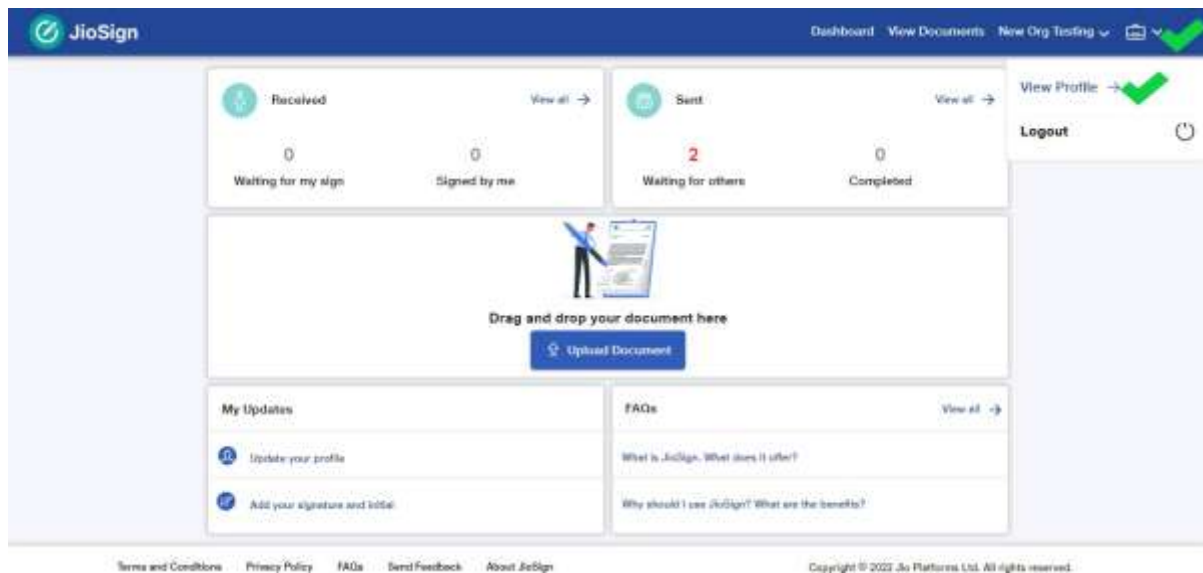 JioSign
Dashboard View Documents New Org Testing
Received View all →
0 0
Waiting for my sign Signed by me
Sent View all →
2 0
Waiting for others Completed
View Profile →
Logout
Drag and drop your document here
Upload Document
My Updates
Update your profile
Add your signature and initial
FAQs View all →
What is JioSign. What does it offer?
Why should I use JioSign? What are the benefits?
Terms and Conditions Privacy Policy FAQs Send Feedback About JioSign
Copyright © 2022 Jio Platforms Ltd. All rights reserved.